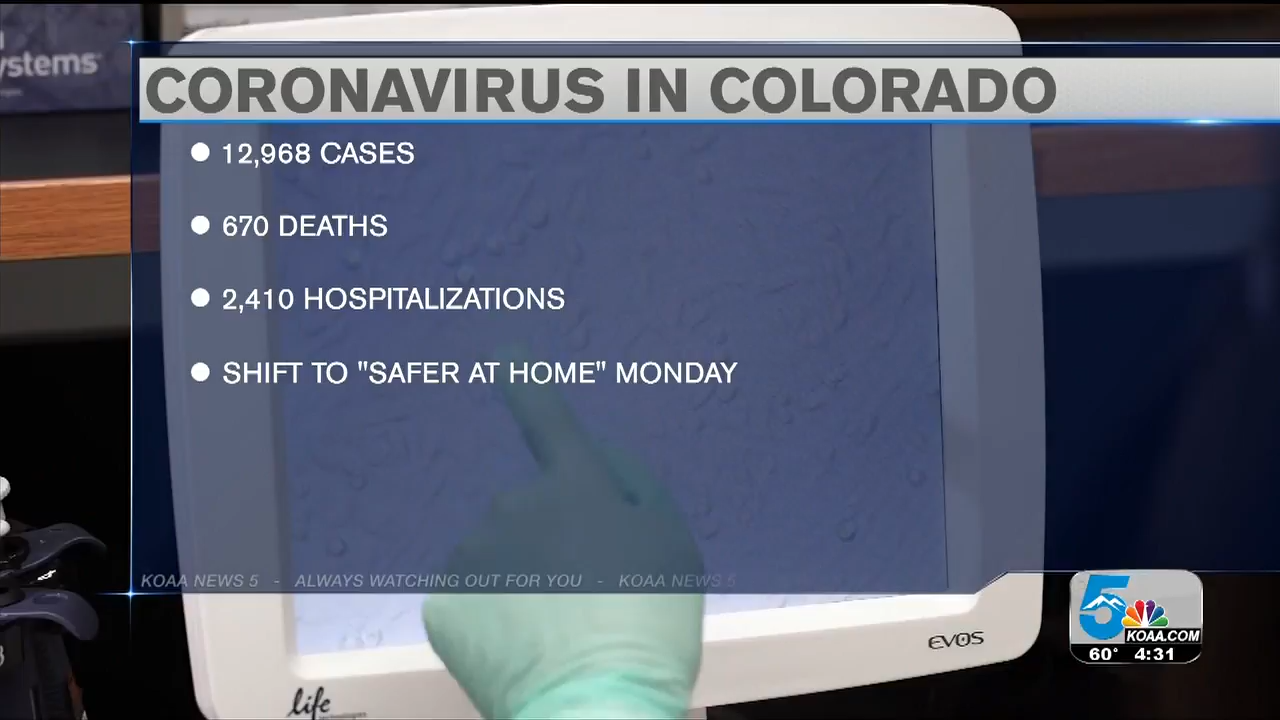 ystems
CORONAVIRUS IN COLORADO
● 12,968 CASES
● 670 DEATHS
● 2,410 HOSPITALIZATIONS
● SHIFT TO "SAFER AT HOME" MONDAY
KOAA NEWS 5 - ALWAYS WATCHING OUT FOR YOU - KOAA NEWS 5
5
KOAA.COM
60° 4:31
evos
life